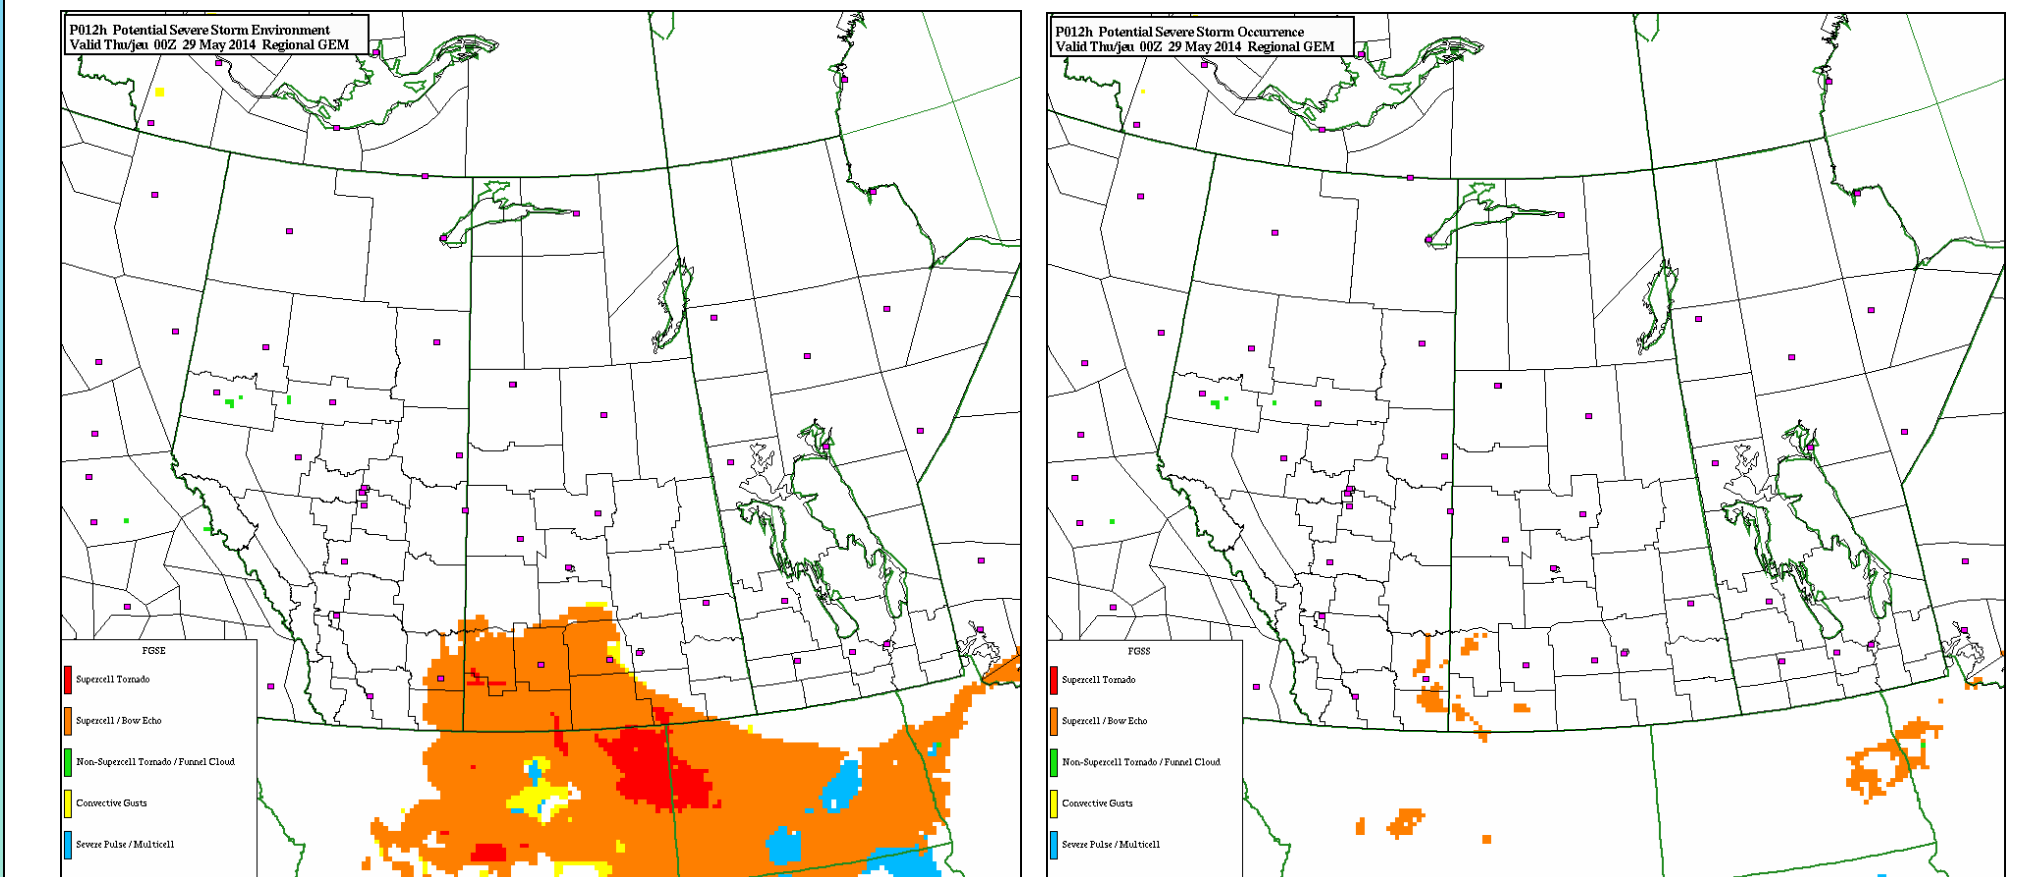 P012h Potential Severe Storm Environment
Valid Thu/jeu 00Z 29 May 2014 Regional GEM
FGSE
Supercell Tornado
Supercell / Bow Echo
Non-Supercell Tornado / Funnel Cloud
Convective Gusts
Severe Pulse / Multicell
P012h Potential Severe Storm Occurrence
Valid Thu/jeu 00Z 29 May 2014 Regional GEM
FGSS
Supercell Tornado
Supercell / Bow Echo
Non-Supercell Tornado / Funnel Cloud
Convective Gusts
Severe Pulse / Multicell